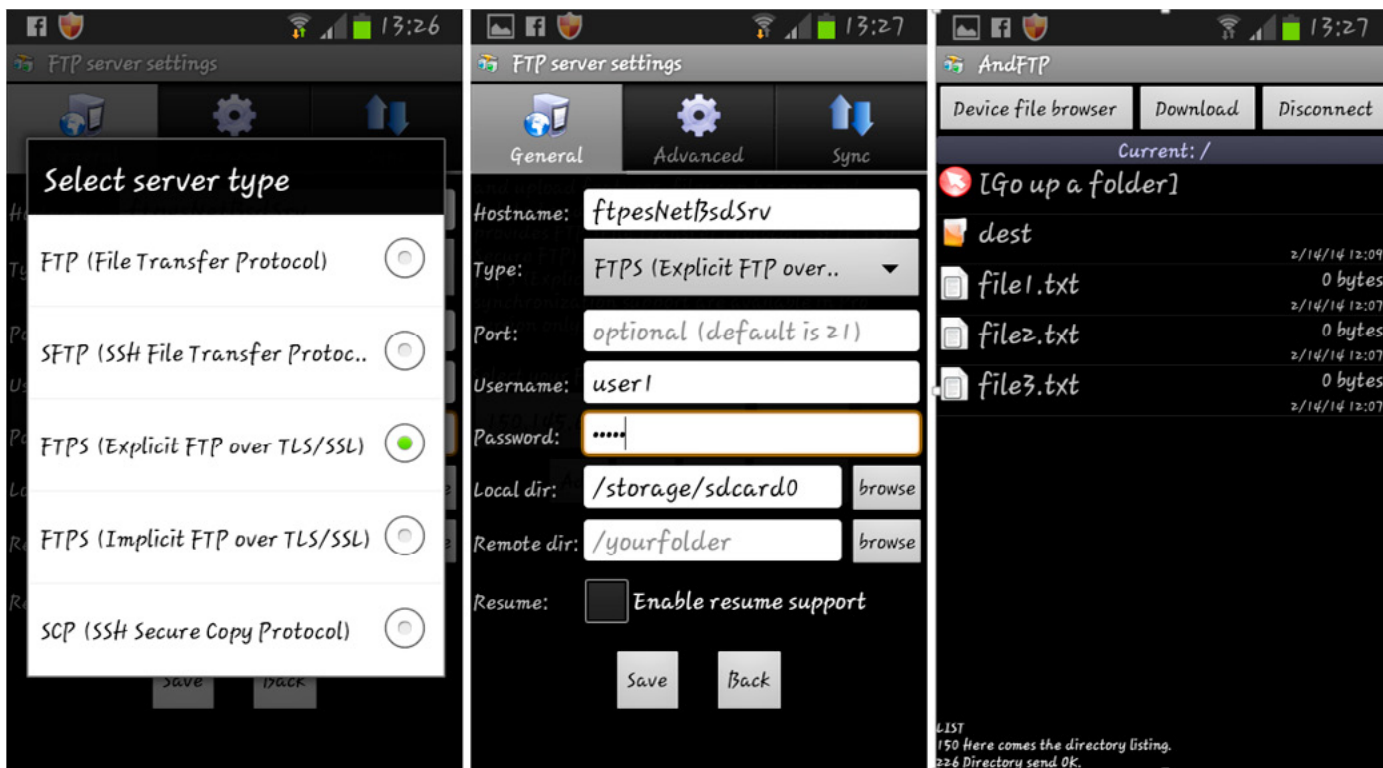 13:26
FTP server settings
Select server type
FTP (File Transfer Protocol)
SFTP (SSH File Transfer Protoc..
FTPS (Explicit FTP over TLS/SSL)
FTPS (Implicit FTP over TLS/SSL)
SCP (SSH Secure Copy Protocol)
Save Back
13:27
FTP server settings
General Advanced Sync
Hostname: ftpesNetBsdSrv
Type: FTPS (Explicit FTP over..
Port: optional (default is 21)
Username: user1
Password: •••••
Local dir: /storage/sdcard0 browse
Remote dir: /yourfolder browse
Resume: Enable resume support
Save Back
13:27
AndFTP
Device file browser Download Disconnect
Current: /
[Go up a folder]
dest
2/14/14 12:09
file1.txt 0 bytes
2/14/14 12:07
file2.txt 0 bytes
2/14/14 12:07
file3.txt 0 bytes
2/14/14 12:07
LIST
150 Here comes the directory listing.
226 Directory send OK.